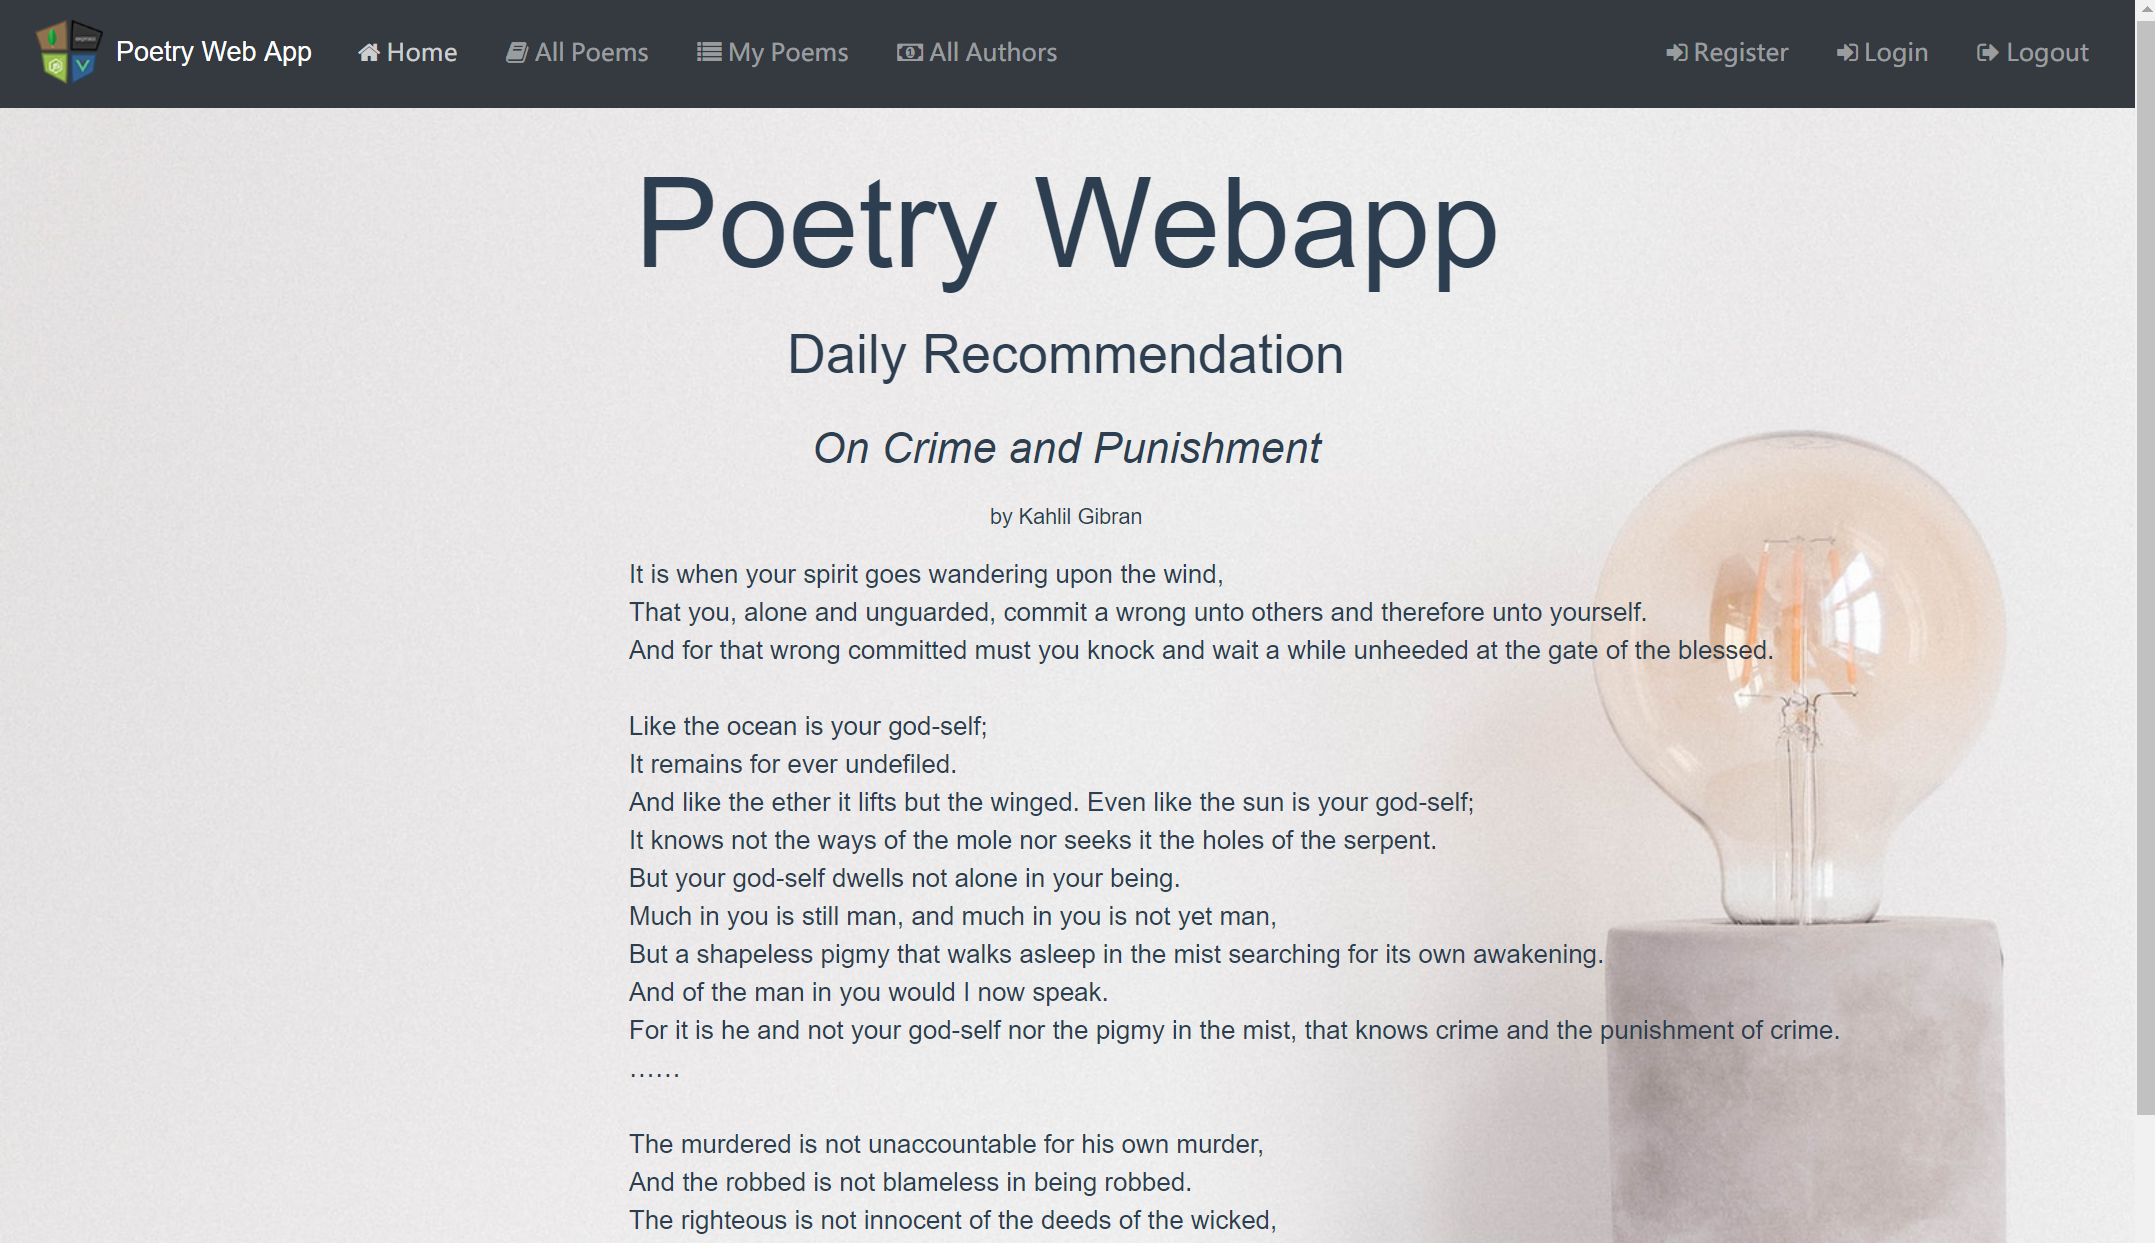 Poetry Web App
Home
All Poems
My Poems
All Authors
Register
Login
Logout
Poetry Webapp
Daily Recommendation
On Crime and Punishment
by Kahlil Gibran
It is when your spirit goes wandering upon the wind,
That you, alone and unguarded, commit a wrong unto others and therefore unto yourself.
And for that wrong committed must you knock and wait a while unheeded at the gate of the blessed.
Like the ocean is your god-self;
It remains for ever undefiled.
And like the ether it lifts but the winged. Even like the sun is your god-self;
It knows not the ways of the mole nor seeks it the holes of the serpent.
But your god-self dwells not alone in your being.
Much in you is still man, and much in you is not yet man,
But a shapeless pigmy that walks asleep in the mist searching for its own awakening.
And of the man in you would I now speak.
For it is he and not your god-self nor the pigmy in the mist, that knows crime and the punishment of crime.
……
The murdered is not unaccountable for his own murder,
And the robbed is not blameless in being robbed.
The righteous is not innocent of the deeds of the wicked,